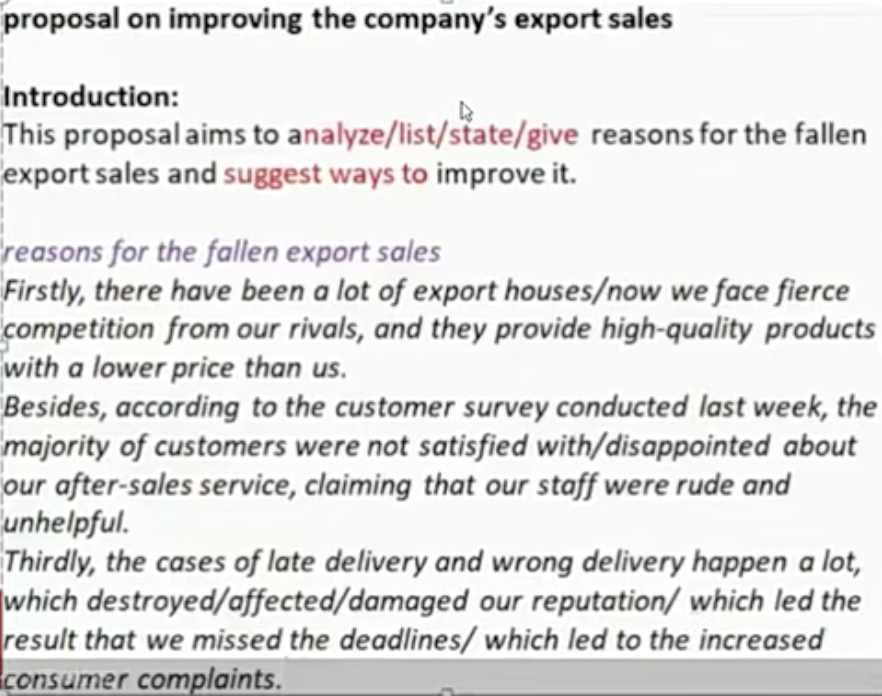 proposal on improving the company's export sales
Introduction:
This proposal aims to analyze/list/state/give reasons for the fallen
export sales and suggest ways to improve it.
reasons for the fallen export sales
Firstly, there have been a lot of export houses/now we face fierce
competition from our rivals, and they provide high-quality products
with a lower price than us.
Besides, according to the customer survey conducted last week, the
majority of customers were not satisfied with/disappointed about
our after-sales service, claiming that our staff were rude and
unhelpful.
Thirdly, the cases of late delivery and wrong delivery happen a lot,
which destroyed/affected/damaged our reputation/ which led the
result that we missed the deadlines/ which led to the increased
consumer complaints.